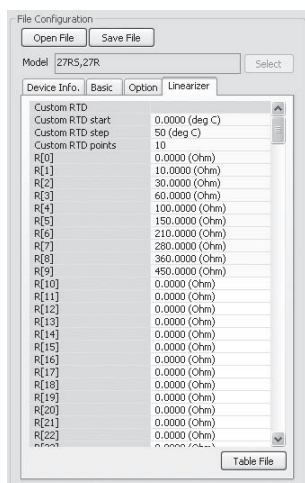 File Configuration
Open File Save File
Model 27R5,27R Select
Device Info. Basic Option Linearizer
Custom RTD
Custom RTD start 0.0000 (deg C)
Custom RTD step 50 (deg C)
Custom RTD points 10
R[0] 0.0000 (Ohm)
R[1] 10.0000 (Ohm)
R[2] 30.0000 (Ohm)
R[3] 60.0000 (Ohm)
R[4] 100.0000 (Ohm)
R[5] 150.0000 (Ohm)
R[6] 210.0000 (Ohm)
R[7] 280.0000 (Ohm)
R[8] 360.0000 (Ohm)
R[9] 450.0000 (Ohm)
R[10] 0.0000 (Ohm)
R[11] 0.0000 (Ohm)
R[12] 0.0000 (Ohm)
R[13] 0.0000 (Ohm)
R[14] 0.0000 (Ohm)
R[15] 0.0000 (Ohm)
R[16] 0.0000 (Ohm)
R[17] 0.0000 (Ohm)
R[18] 0.0000 (Ohm)
R[19] 0.0000 (Ohm)
R[20] 0.0000 (Ohm)
R[21] 0.0000 (Ohm)
R[22] 0.0000 (Ohm)
Table File